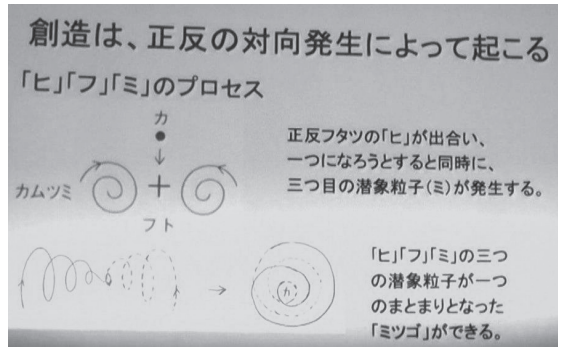 創造は、正反の対向発生によって起こる
「ヒ」「フ」「ミ」のプロセス
カ
カムツミ
フト
正反フタツの「ヒ」が出合い、
一つになろうとすると同時に、
三つ目の潜象粒子(ミ)が発生する。
カ
「ヒ」「フ」「ミ」の三つ
の潜象粒子が一つ
のまとまりとなった
「ミツゴ」ができる。